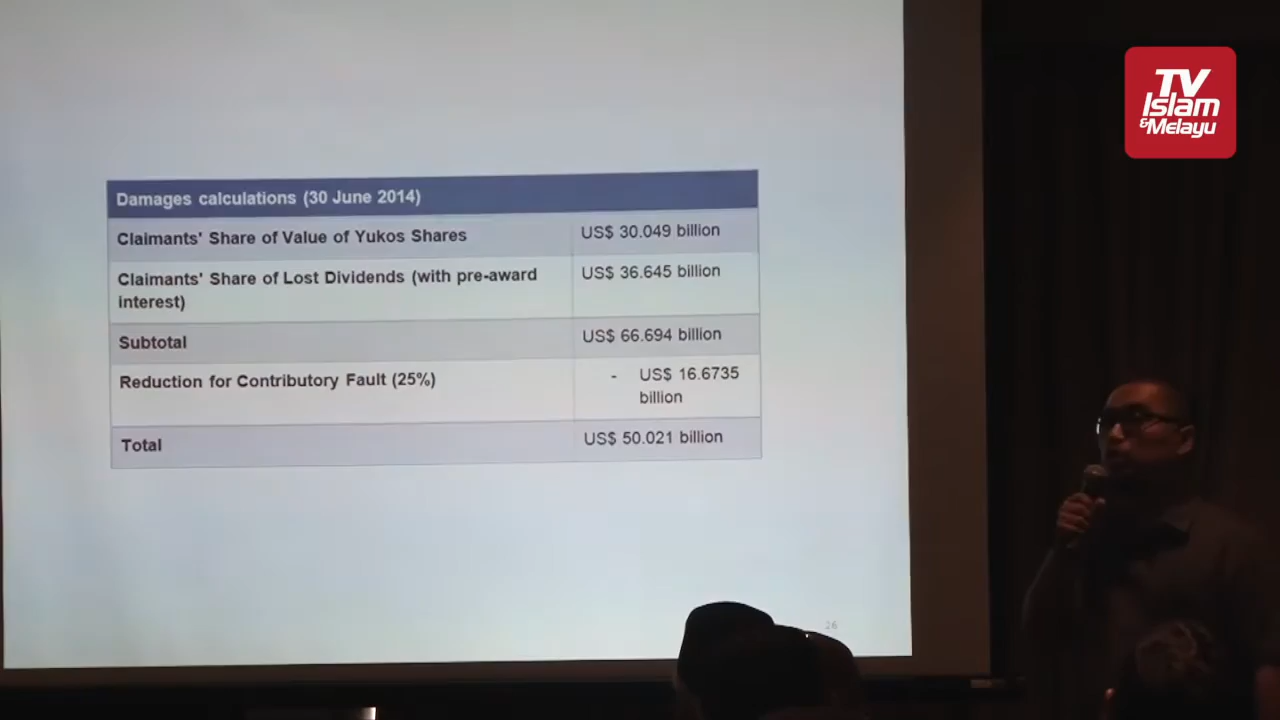 TV
Islam
&Melayu
Damages calculations (30 June 2014)
Claimants' Share of Value of Yukos Shares
US$ 30.049 billion
Claimants' Share of Lost Dividends (with pre-award
interest)
US$ 36.645 billion
Subtotal
US$ 66.694 billion
Reduction for Contributory Fault (25%)
- US$ 16.6735
billion
Total
US$ 50.021 billion
26